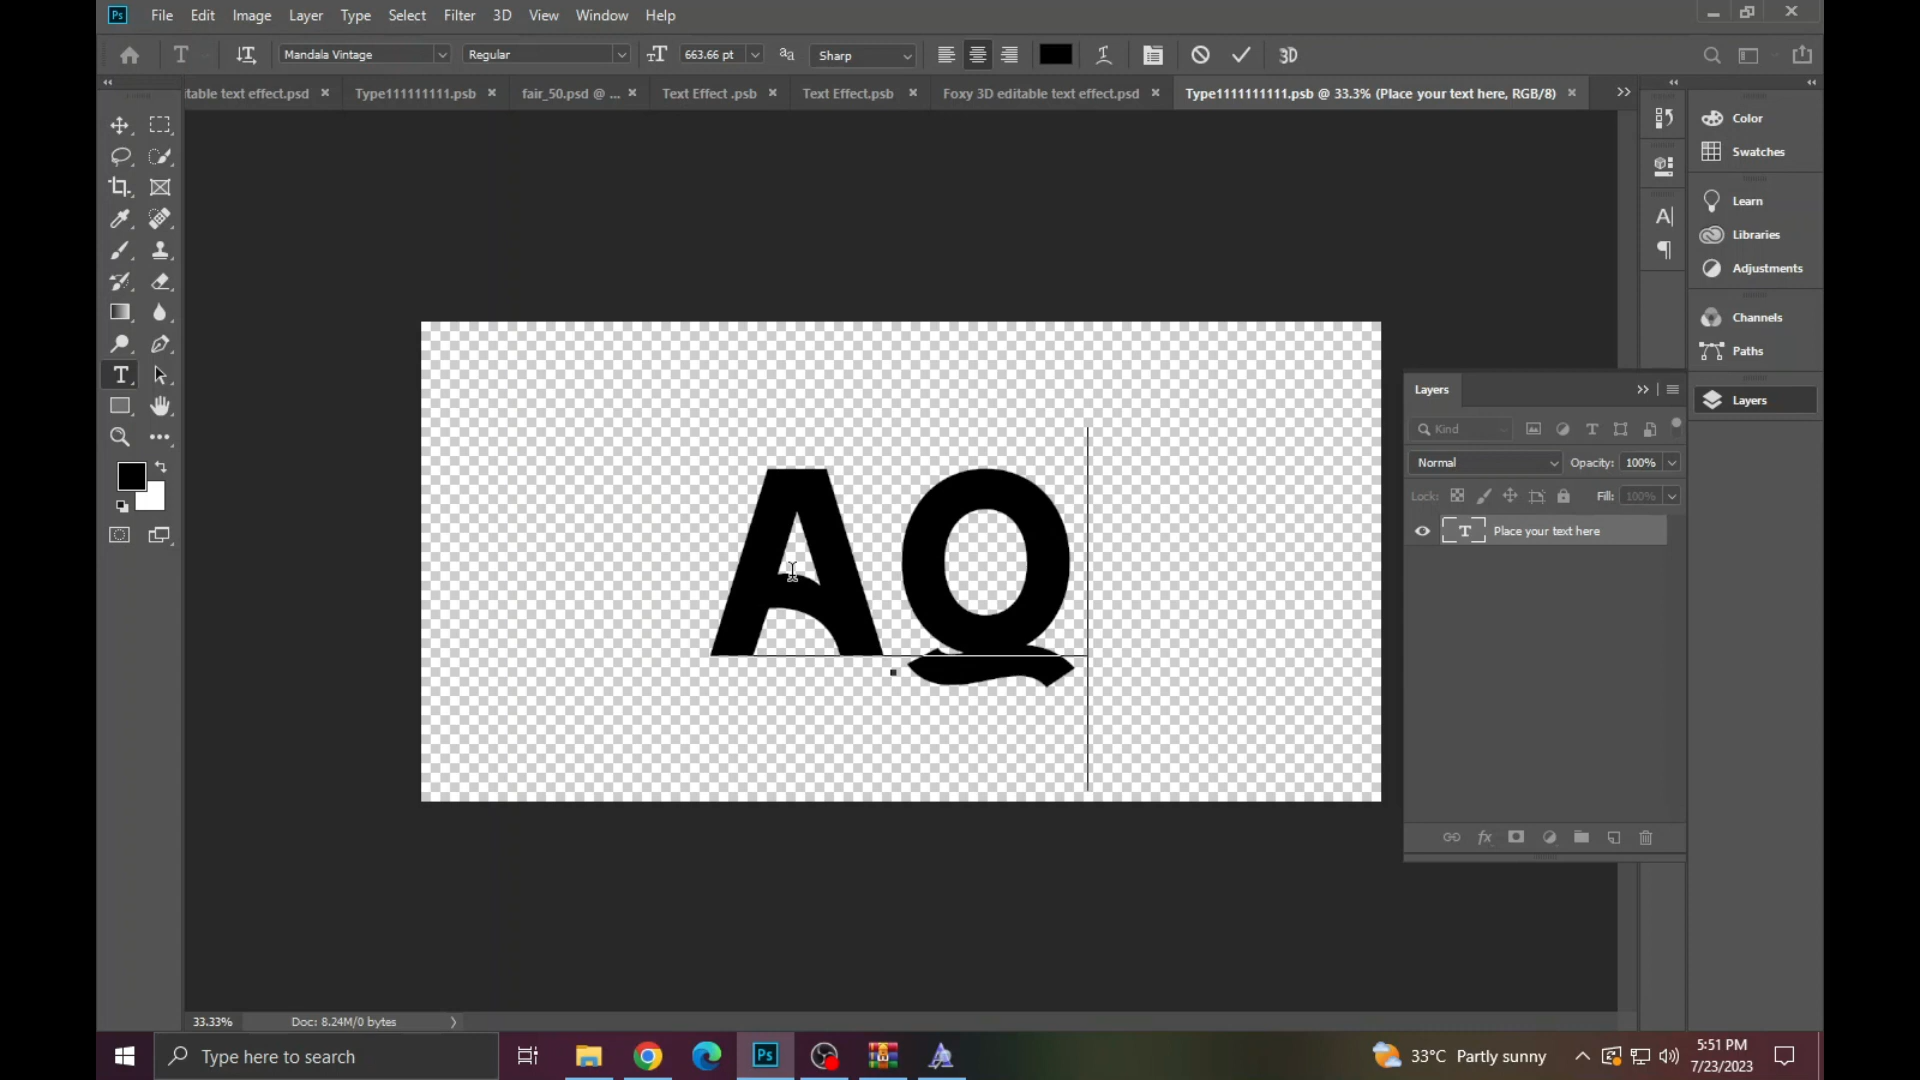 Ps File Edit Image Layer Type Select Filter 3D View Window Help
T Mandala Vintage Regular 663.66 pt aa Sharp 3D
itable text effect.psd Type111111111.psb fair_50.psd @ ... Text Effect .psb Text Effect.psb Foxy 3D editable text effect.psd Type1111111111.psb @ 33.3% (Place your text here, RGB/8)
Color
Swatches
Learn
Libraries
Adjustments
Channels
Paths
Layers
Layers
Kind
Normal Opacity: 100%
Lock: Fill: 100%
T Place your text here
AQ
33.33% Doc: 8.24M/0 bytes
Type here to search
Ps
33°C Partly sunny
5:51 PM
7/23/2023